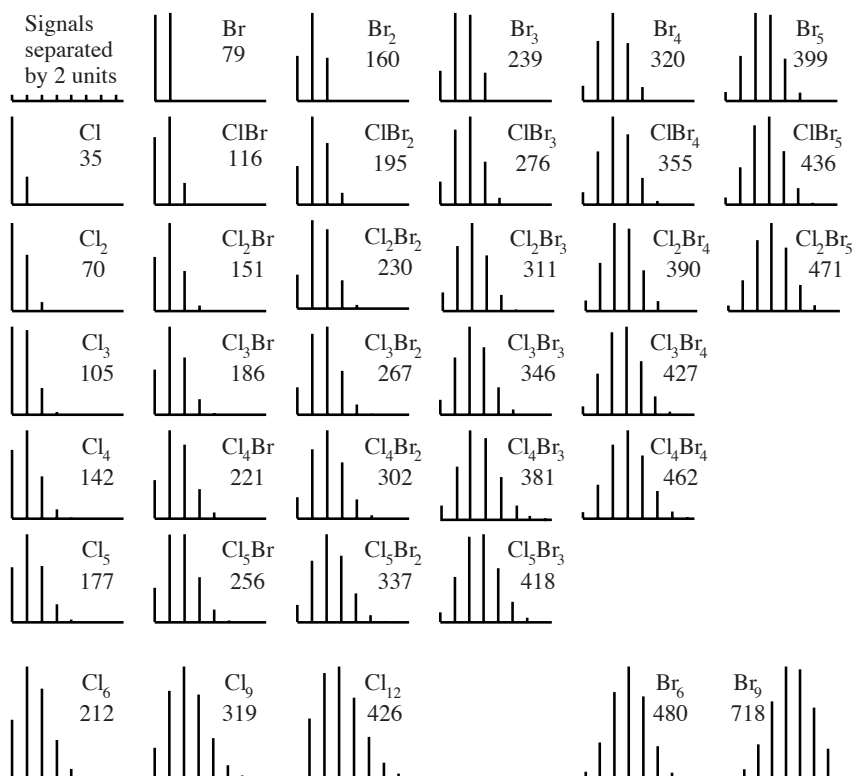 Signals
separated
by 2 units
Br
79
Br₂
160
Br₃
239
Br₄
320
Br₅
399
Cl
35
ClBr
116
ClBr₂
195
ClBr₃
276
ClBr₄
355
ClBr₅
436
Cl₂
70
Cl₂Br
151
Cl₂Br₂
230
Cl₂Br₃
311
Cl₂Br₄
390
Cl₂Br₅
471
Cl₃
105
Cl₃Br
186
Cl₃Br₂
267
Cl₃Br₃
346
Cl₃Br₄
427
Cl₄
142
Cl₄Br
221
Cl₄Br₂
302
Cl₄Br₃
381
Cl₄Br₄
462
Cl₅
177
Cl₅Br
256
Cl₅Br₂
337
Cl₅Br₃
418
Cl₆
212
Cl₉
319
Cl₁₂
426
Br₆
480
Br₉
718